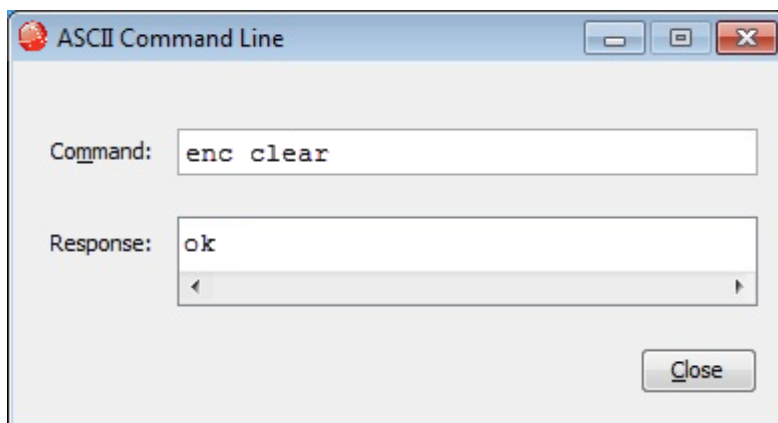 ASCII Command Line
Command: enc clear
Response: ok
Close